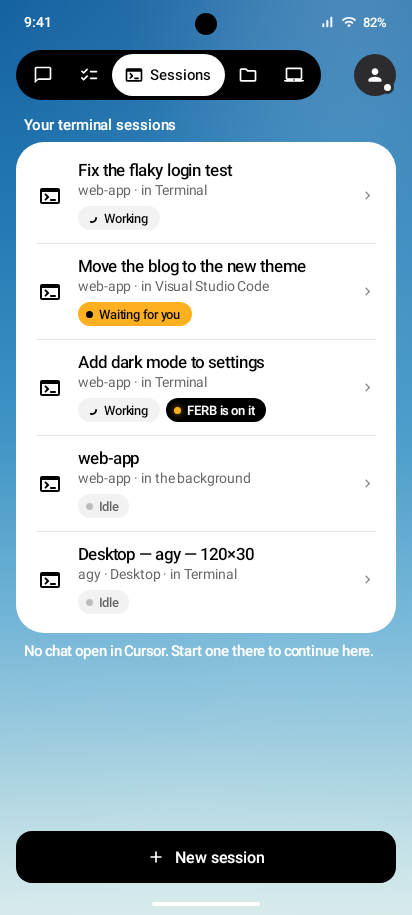 9:41
82%
Sessions
Your terminal sessions
Fix the flaky login test
web-app · in Terminal
Working
Move the blog to the new theme
web-app · in Visual Studio Code
Waiting for you
Add dark mode to settings
web-app · in Terminal
Working
FERB is on it
web-app
web-app · in the background
Idle
Desktop — agy — 120×30
agy · Desktop · in Terminal
Idle
No chat open in Cursor. Start one there to continue here.
New session